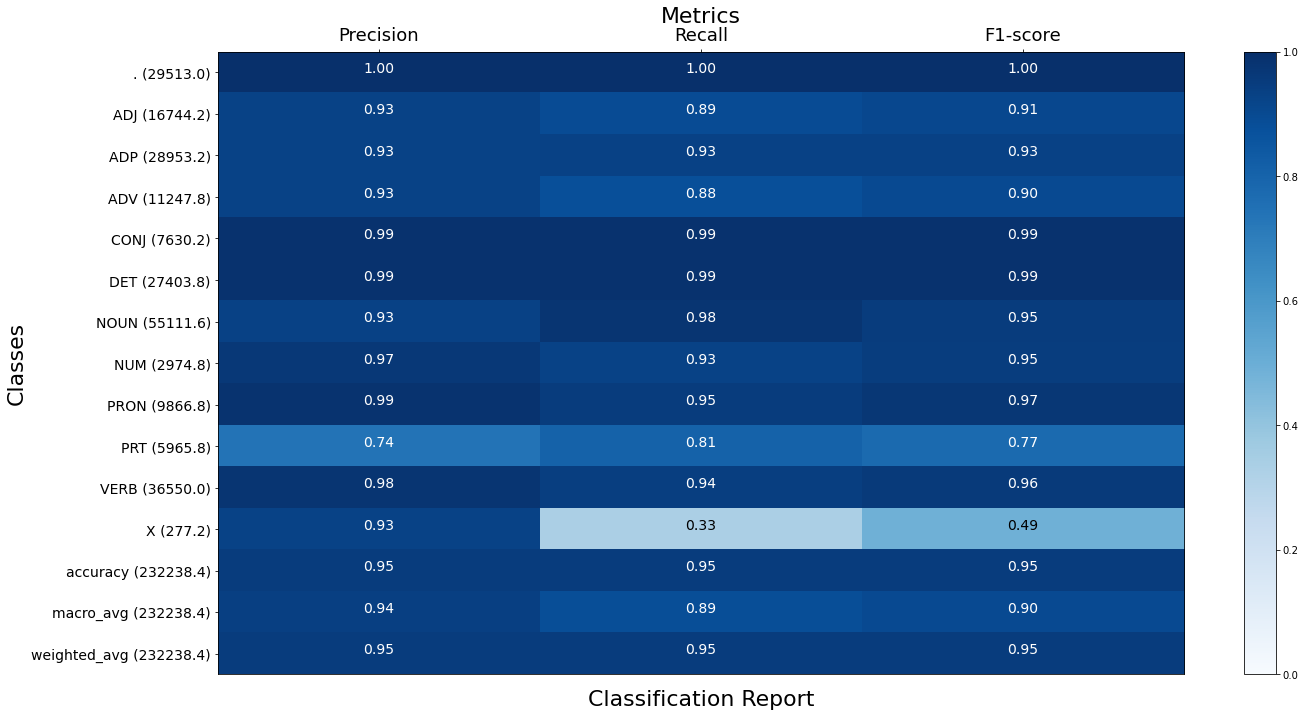 Metrics
Precision Recall F1-score
. (29513.0) 1.00 1.00 1.00
ADJ (16744.2) 0.93 0.89 0.91
ADP (28953.2) 0.93 0.93 0.93
ADV (11247.8) 0.93 0.88 0.90
CONJ (7630.2) 0.99 0.99 0.99
DET (27403.8) 0.99 0.99 0.99
NOUN (55111.6) 0.93 0.98 0.95
NUM (2974.8) 0.97 0.93 0.95
PRON (9866.8) 0.99 0.95 0.97
PRT (5965.8) 0.74 0.81 0.77
VERB (36550.0) 0.98 0.94 0.96
X (277.2) 0.93 0.33 0.49
accuracy (232238.4) 0.95 0.95 0.95
macro_avg (232238.4) 0.94 0.89 0.90
weighted_avg (232238.4) 0.95 0.95 0.95
Classes
Classification Report
1.0
0.8
0.6
0.4
0.2
0.0